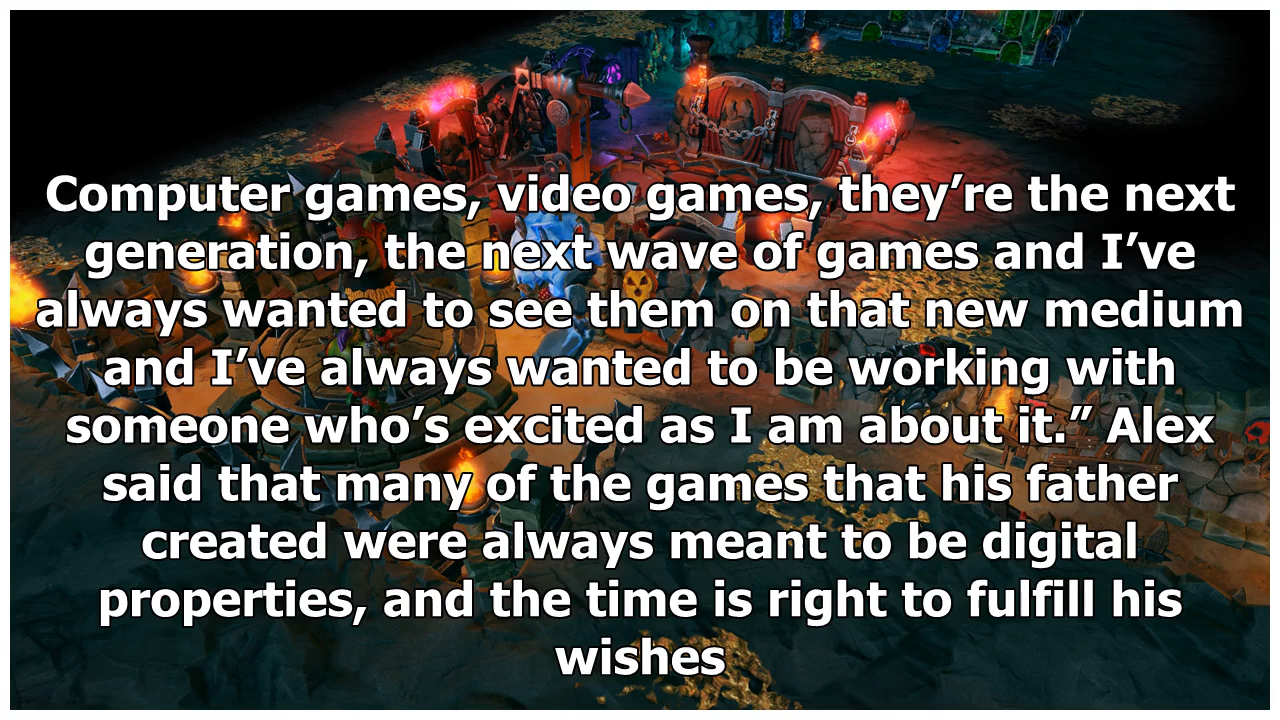 Computer games, video games, they’re the next
generation, the next wave of games and I’ve
always wanted to see them on that new medium
and I’ve always wanted to be working with
someone who’s excited as I am about it.” Alex
said that many of the games that his father
created were always meant to be digital
properties, and the time is right to fulfill his
wishes